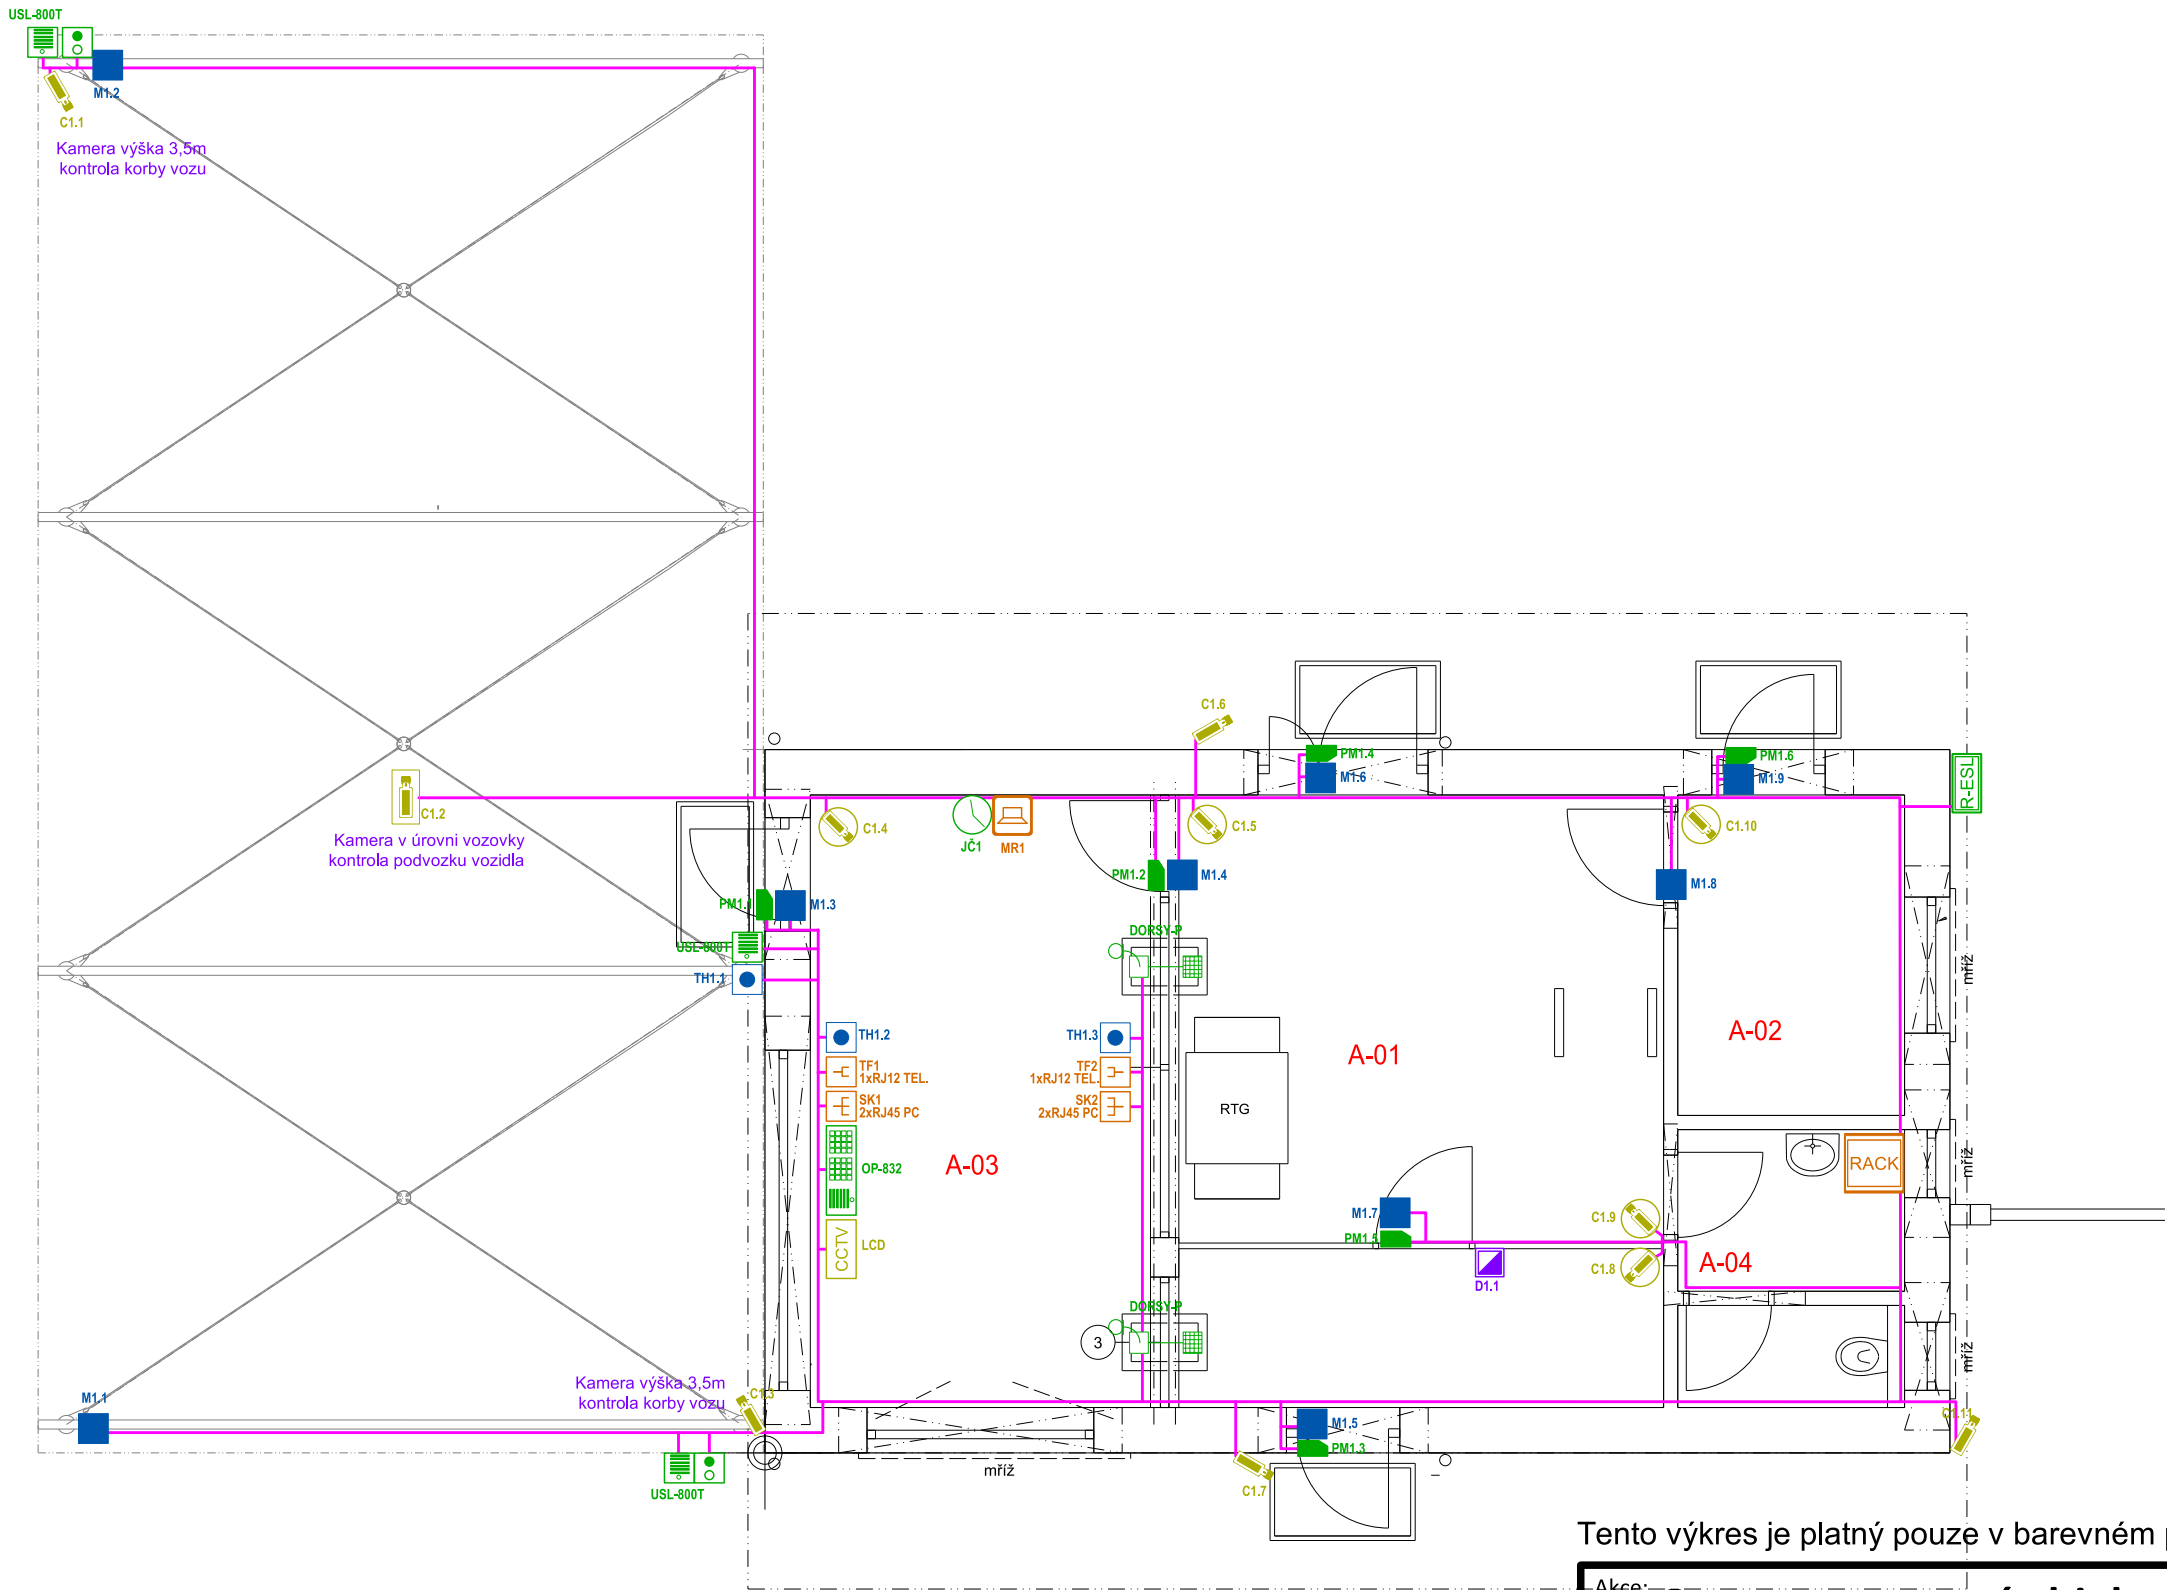 USL-800T
M1.2
C1.1
Kamera výška 3,5m
kontrola korby vozu
C1.6
PM1.4
M1.6
PM1.6
M1.9
R-ESL
C1.2
Kamera v úrovni vozovky
kontrola podvozku vozidla
C1.4
JČ1
MR1
C1.5
C1.10
PM1.2
M1.4
M1.8
PM1.1
M1.3
USL-800T
DORSY-P
TH1.1
mříž
TH1.2
TH1.3
A-02
A-01
TF1
1xRJ12 TEL.
TF2
1xRJ12 TEL.
SK1
2xRJ45 PC
SK2
2xRJ45 PC
RTG
OP-832
A-03
RACK
mříž
M1.7
C1.9
PM1.5
CCTV
LCD
C1.8
A-04
D1.1
DORSY-P
3
mříž
M1.1
Kamera výška 3,5m
kontrola korby vozu
C1.3
M1.5
PM1.3
C1.11
mříž
C1.7
USL-800T
Tento výkres je platný pouze v barevném
Akce: